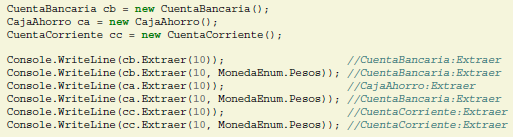 CuentaBancaria cb = new CuentaBancaria();
CajaAhorro ca = new CajaAhorro();
CuentaCorriente cc = new CuentaCorriente();
Console.WriteLine(cb.Extraer(10)); //CuentaBancaria:Extraer
Console.WriteLine(cb.Extraer(10, MonedaEnum.Pesos)); //CuentaBancaria:Extraer
Console.WriteLine(ca.Extraer(10)); //CajaAhorro:Extraer
Console.WriteLine(ca.Extraer(10, MonedaEnum.Pesos)); //CuentaBancaria:Extraer
Console.WriteLine(cc.Extraer(10)); //CuentaCorriente:Extraer
Console.WriteLine(cc.Extraer(10, MonedaEnum.Pesos)); //CuentaCorriente:Extraer